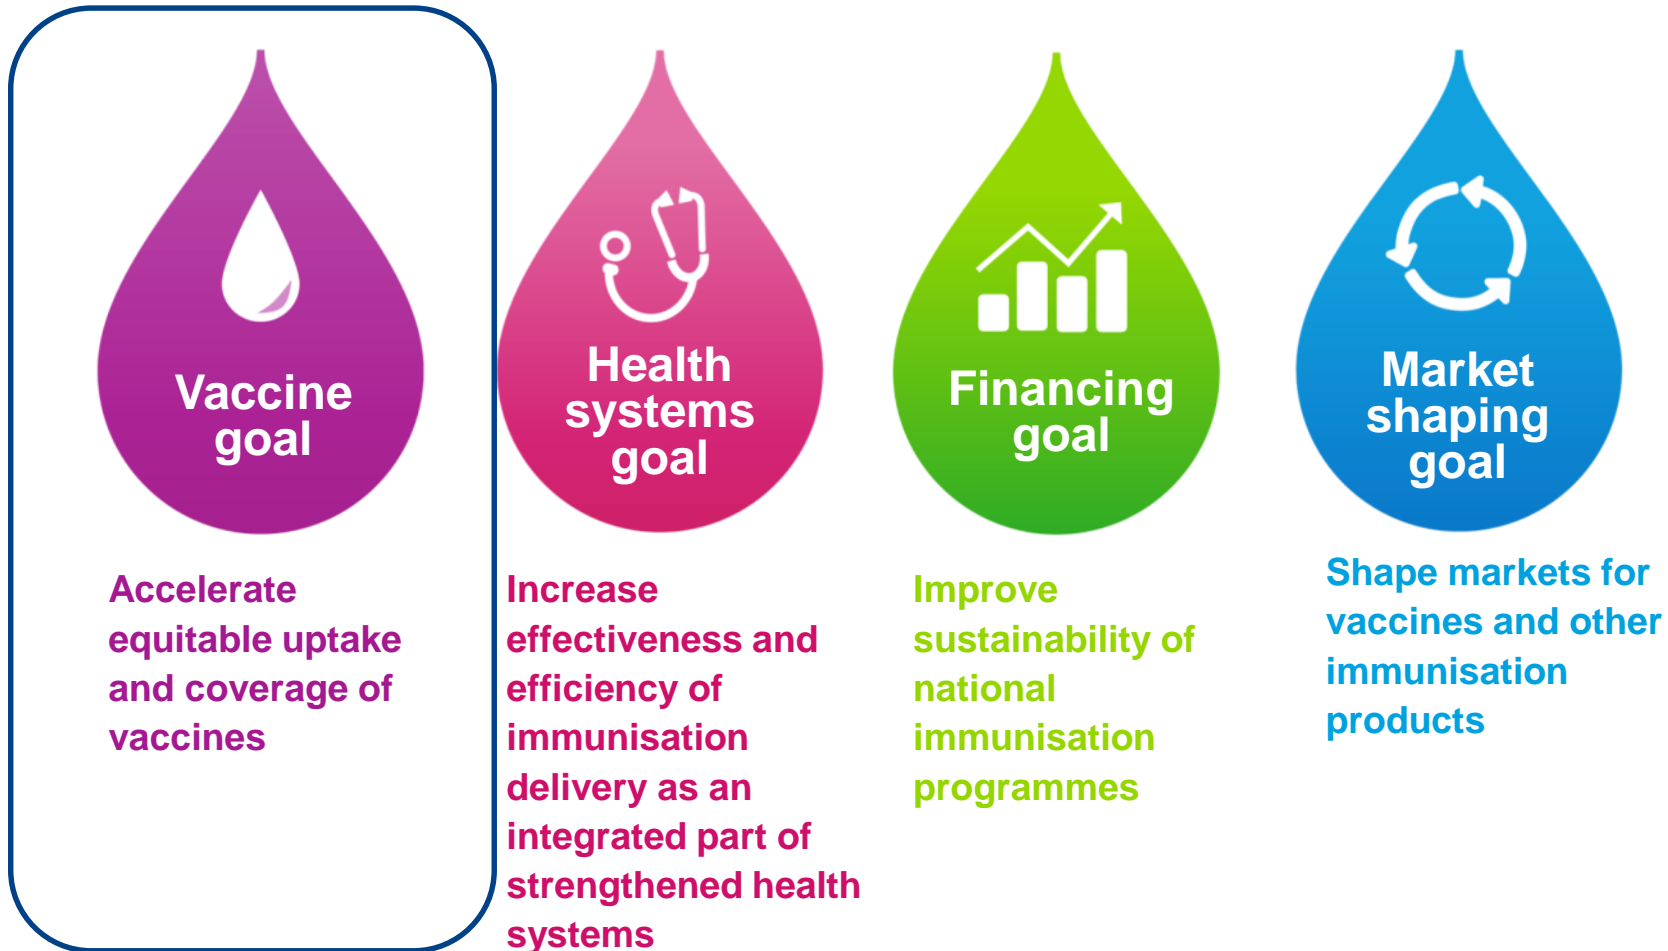 Vaccine
goal
Accelerate
equitable uptake
and coverage of
vaccines
Health
systems
goal
Increase
effectiveness and
efficiency of
immunisation
delivery as an
integrated part of
strengthened health
systems
Financing
goal
Improve
sustainability of
national
immunisation
programmes
Market
shaping
goal
Shape markets for
vaccines and other
immunisation
products